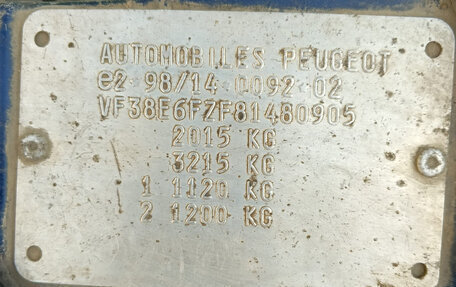 AUTOMOBILES PEUGEOT
e2*98/14*0092*02
VF38E6FZF81480905
2015 KG
3215 KG
1 1120 KG
2 1200 KG